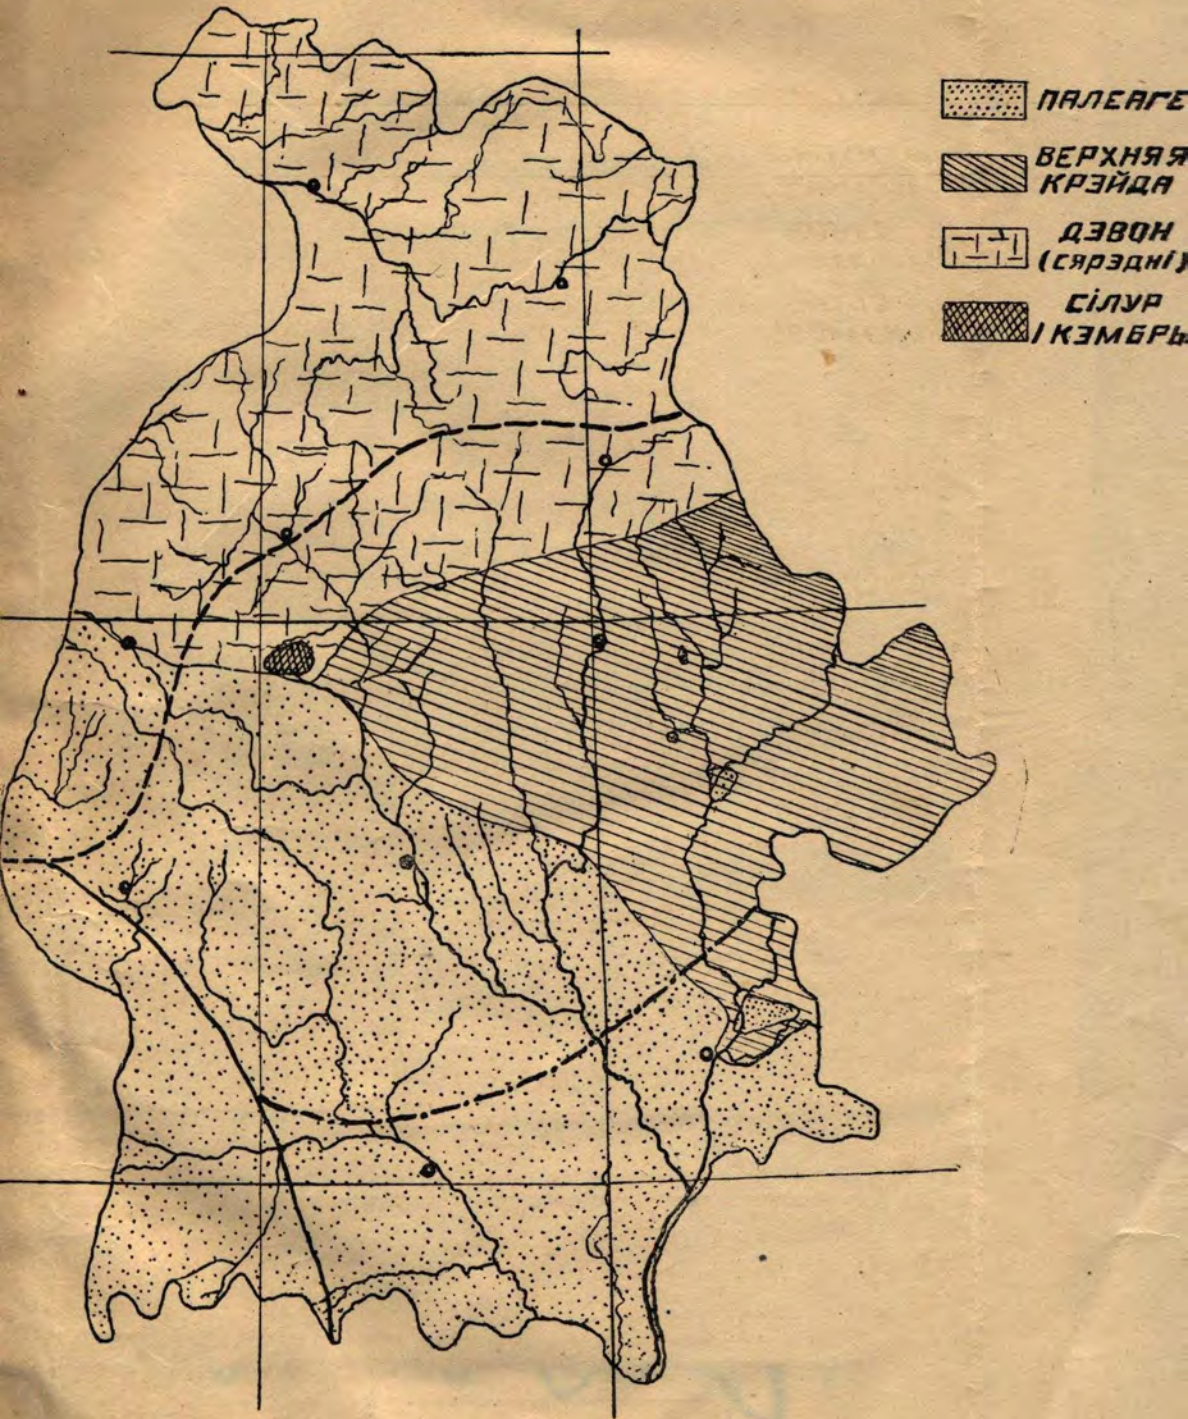 ПАЛЕАГЕ
ВЕРХНЯЯ
КРЭЙДА
ДЭВОН
(СЯРЭДНІ)
СІЛУР
І КЭМБРЫ